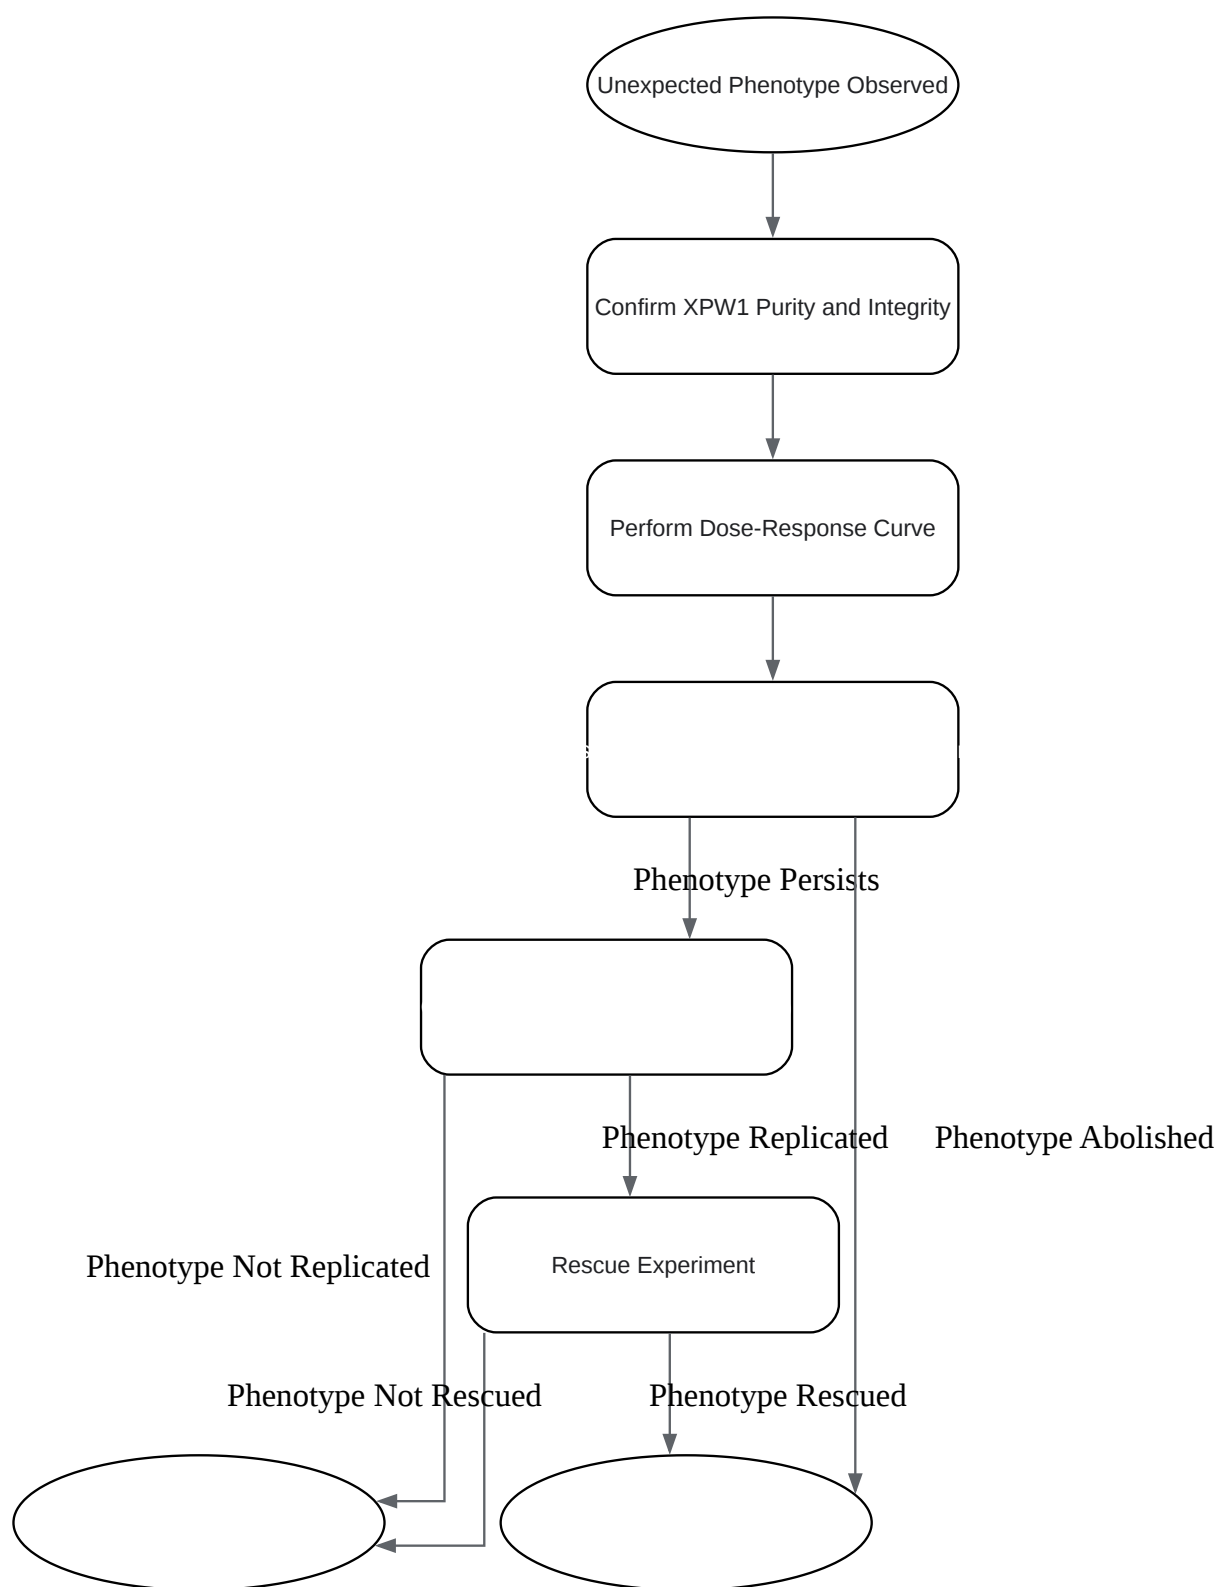 Unexpected Phenotype Observed
Confirm XPW1 Purity and Integrity
Perform Dose-Response Curve
Phenotype Persists
Phenotype Replicated
Phenotype Abolished
Phenotype Not Replicated
Rescue Experiment
Phenotype Not Rescued
Phenotype Rescued